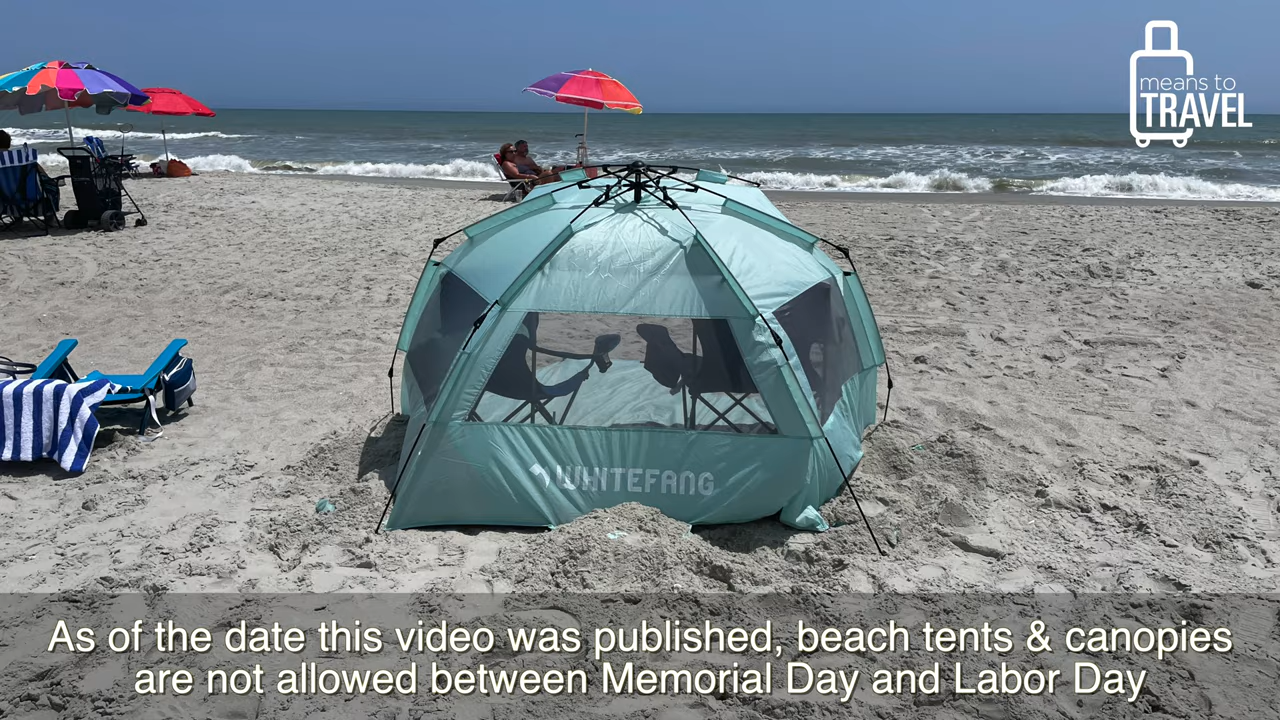 means to
TRAVEL
WHITEFANG
As of the date this video was published, beach tents & canopies
are not allowed between Memorial Day and Labor Day